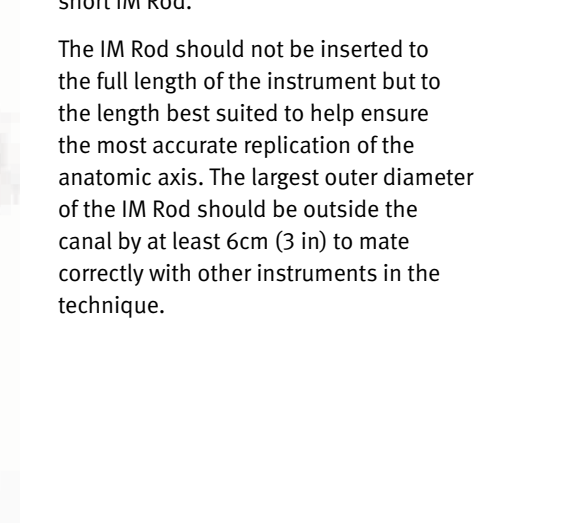 short IM Rod.
The IM Rod should not be inserted to
the full length of the instrument but to
the length best suited to help ensure
the most accurate replication of the
anatomic axis. The largest outer diameter
of the IM Rod should be outside the
canal by at least 6cm (3 in) to mate
correctly with other instruments in the
technique.